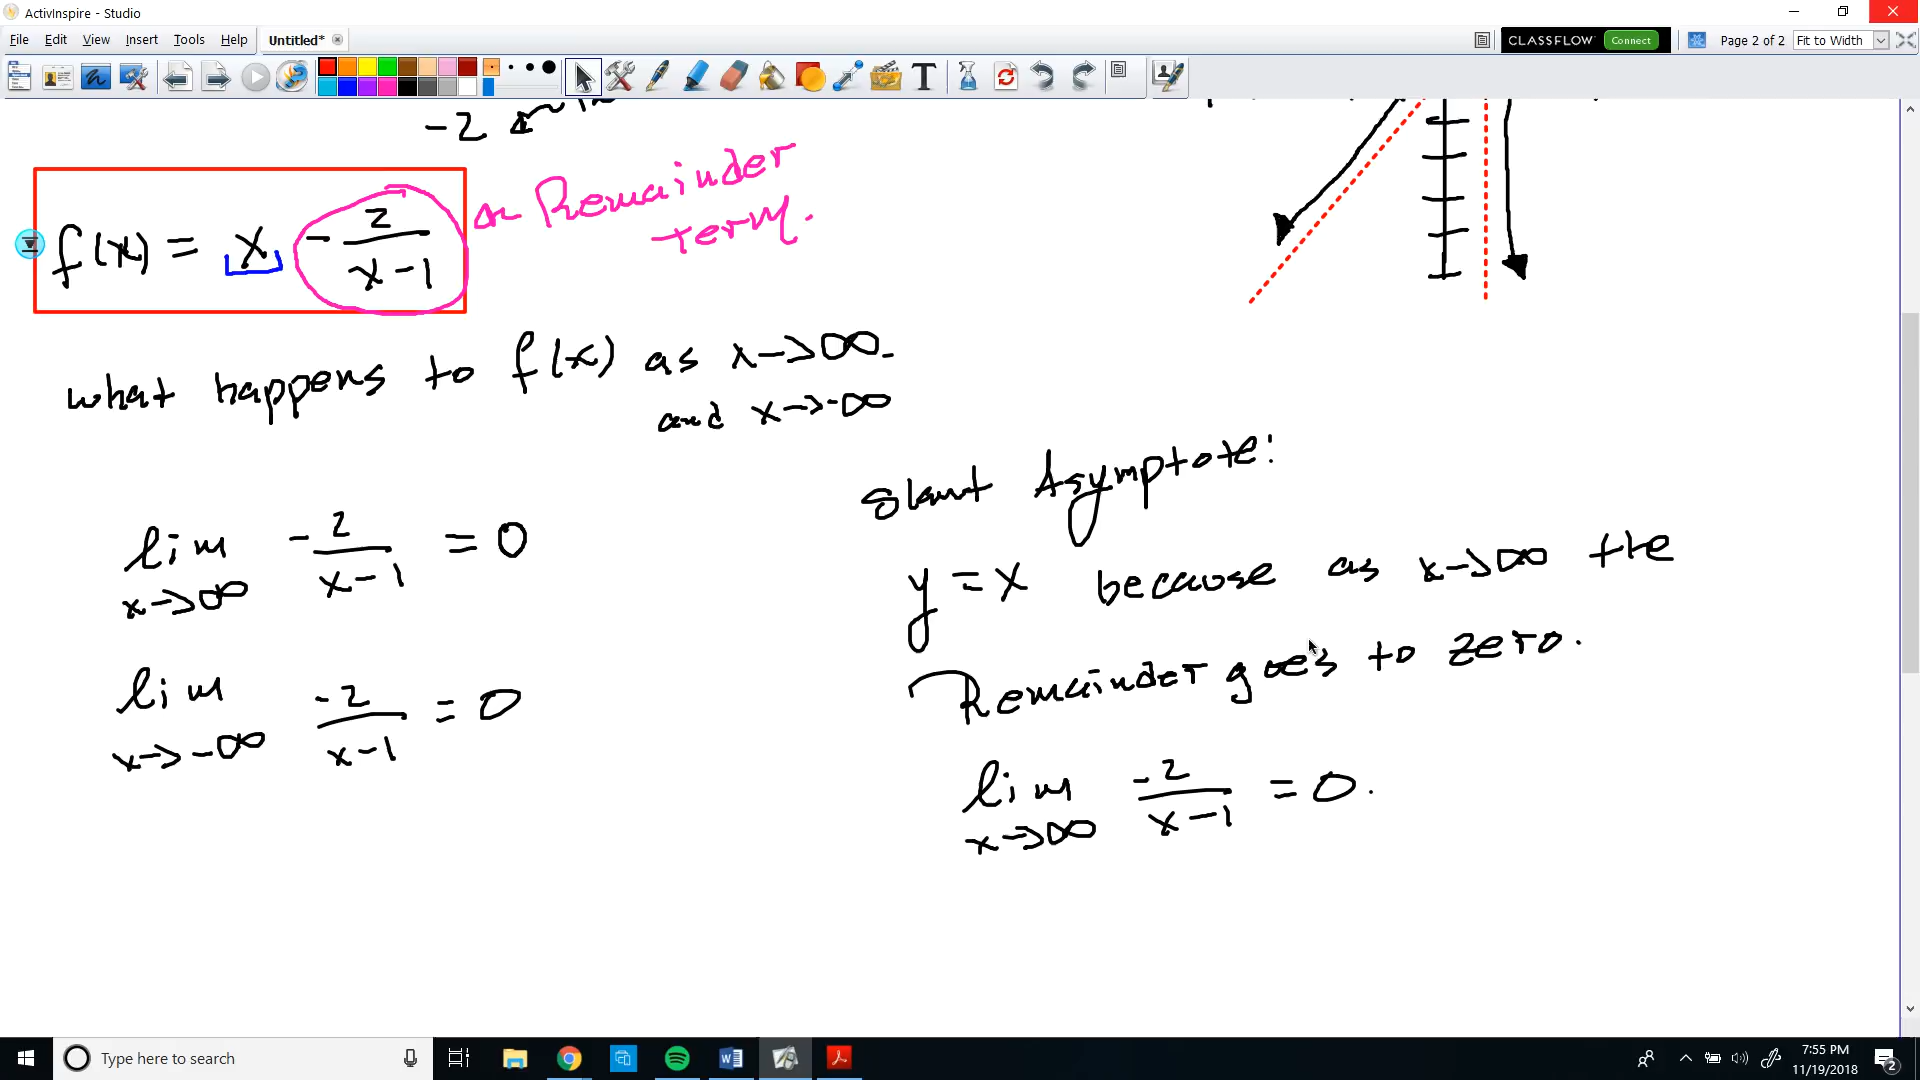 ActivInspire - Studio
File Edit View Insert Tools Help Untitled*
CLASSFLOW Connect Page 2 of 2 Fit to Width
T
-2
Remainder
term.
f(x) = x - 2/(x-1)
what happens to f(x) as x->∞.
and x->-∞
Slant Asymptote:
lim x->∞ -2/(x-1) = 0
y = x because as x->∞ the
Remainder goes to zero.
lim x->-∞ -2/(x-1) = 0
lim x->∞ -2/(x-1) = 0.
Type here to search
7:55 PM
11/19/2018
2